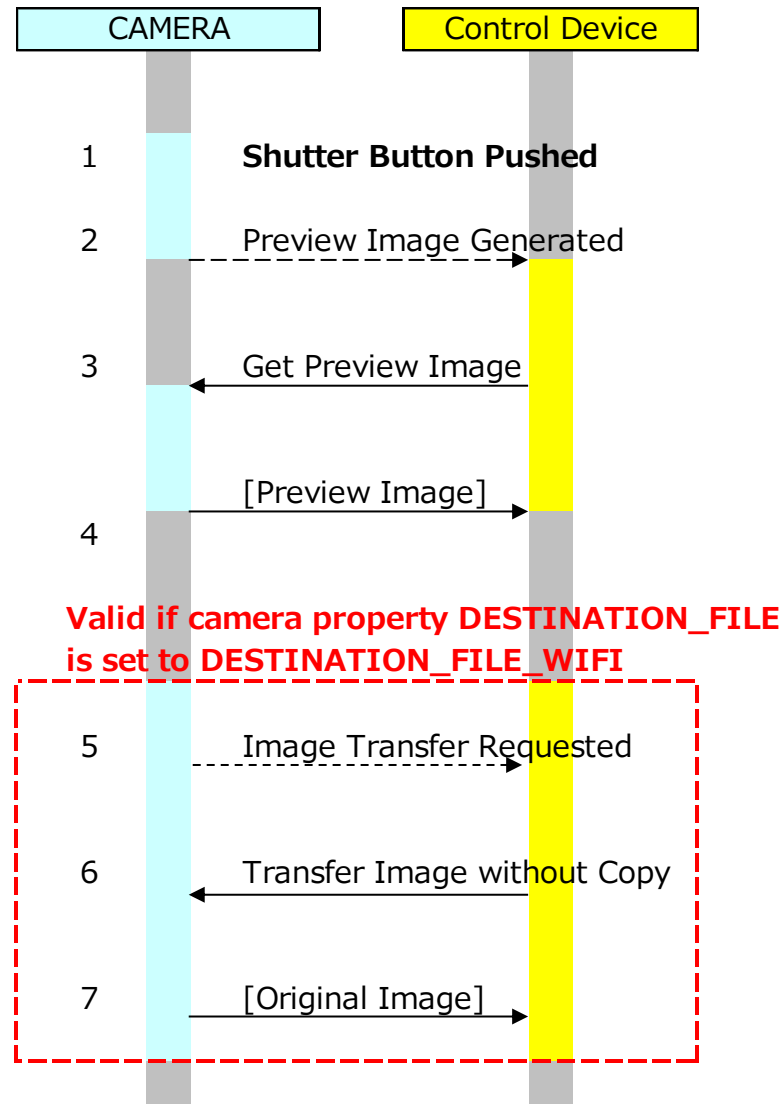 CAMERA
Control Device
1
Shutter Button Pushed
2
Preview Image Generated
3
Get Preview Image
[Preview Image]
4
Valid if camera property DESTINATION_FILE
is set to DESTINATION_FILE_WIFI
5
Image Transfer Requested
6
Transfer Image without Copy
7
[Original Image]